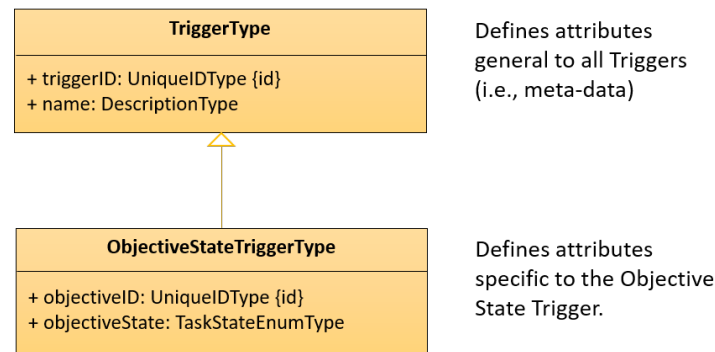 TriggerType
+ triggerID: UniqueIDType {id}
+ name: DescriptionType
Defines attributes
general to all Triggers
(i.e., meta-data)
ObjectiveStateTriggerType
+ objectiveID: UniqueIDType {id}
+ objectiveState: TaskStateEnumType
Defines attributes
specific to the Objective
State Trigger.